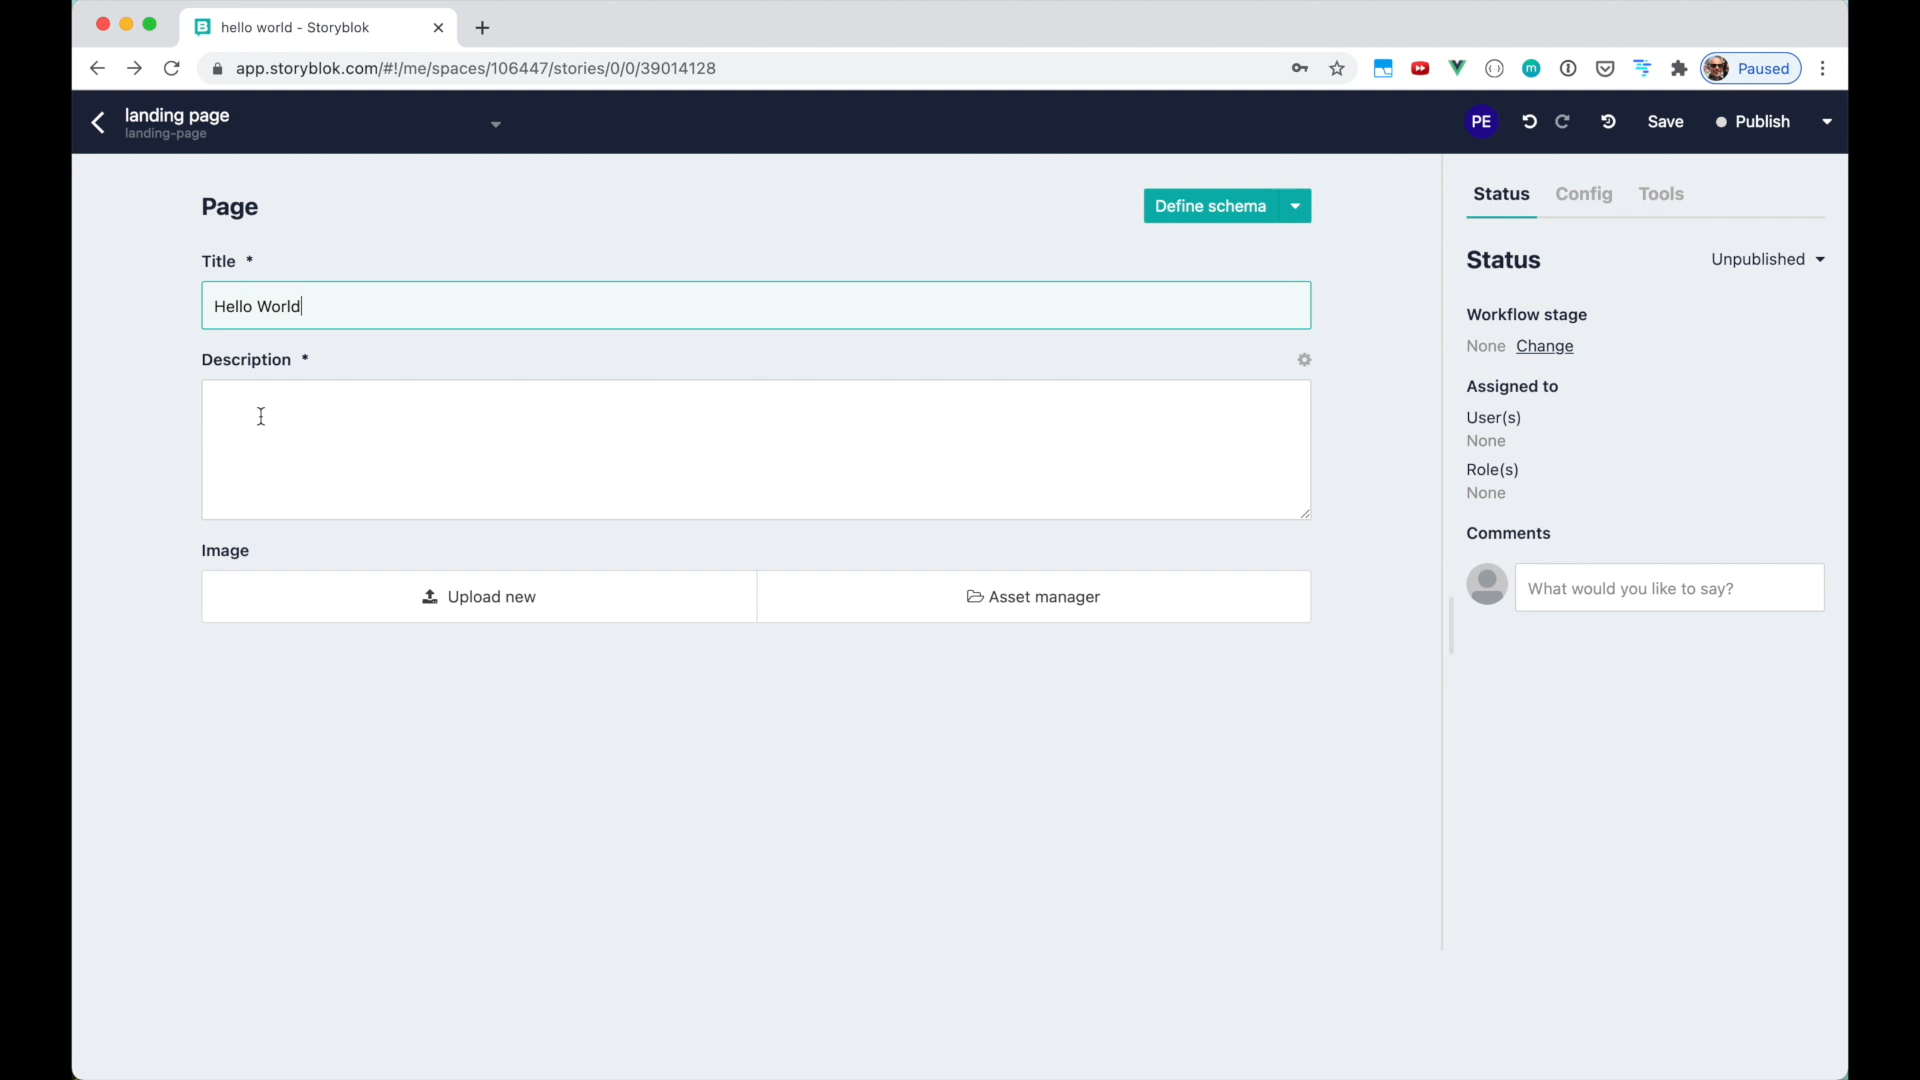 hello world - Storyblok
app.storyblok.com/#!/me/spaces/106447/stories/0/0/39014128
Paused
landing page
landing-page
PE
Save
Publish
Page
Define schema
Title *
Hello World
Description *
Image
Upload new
Asset manager
Status
Config
Tools
Status
Unpublished
Workflow stage
None Change
Assigned to
User(s)
None
Role(s)
None
Comments
What would you like to say?